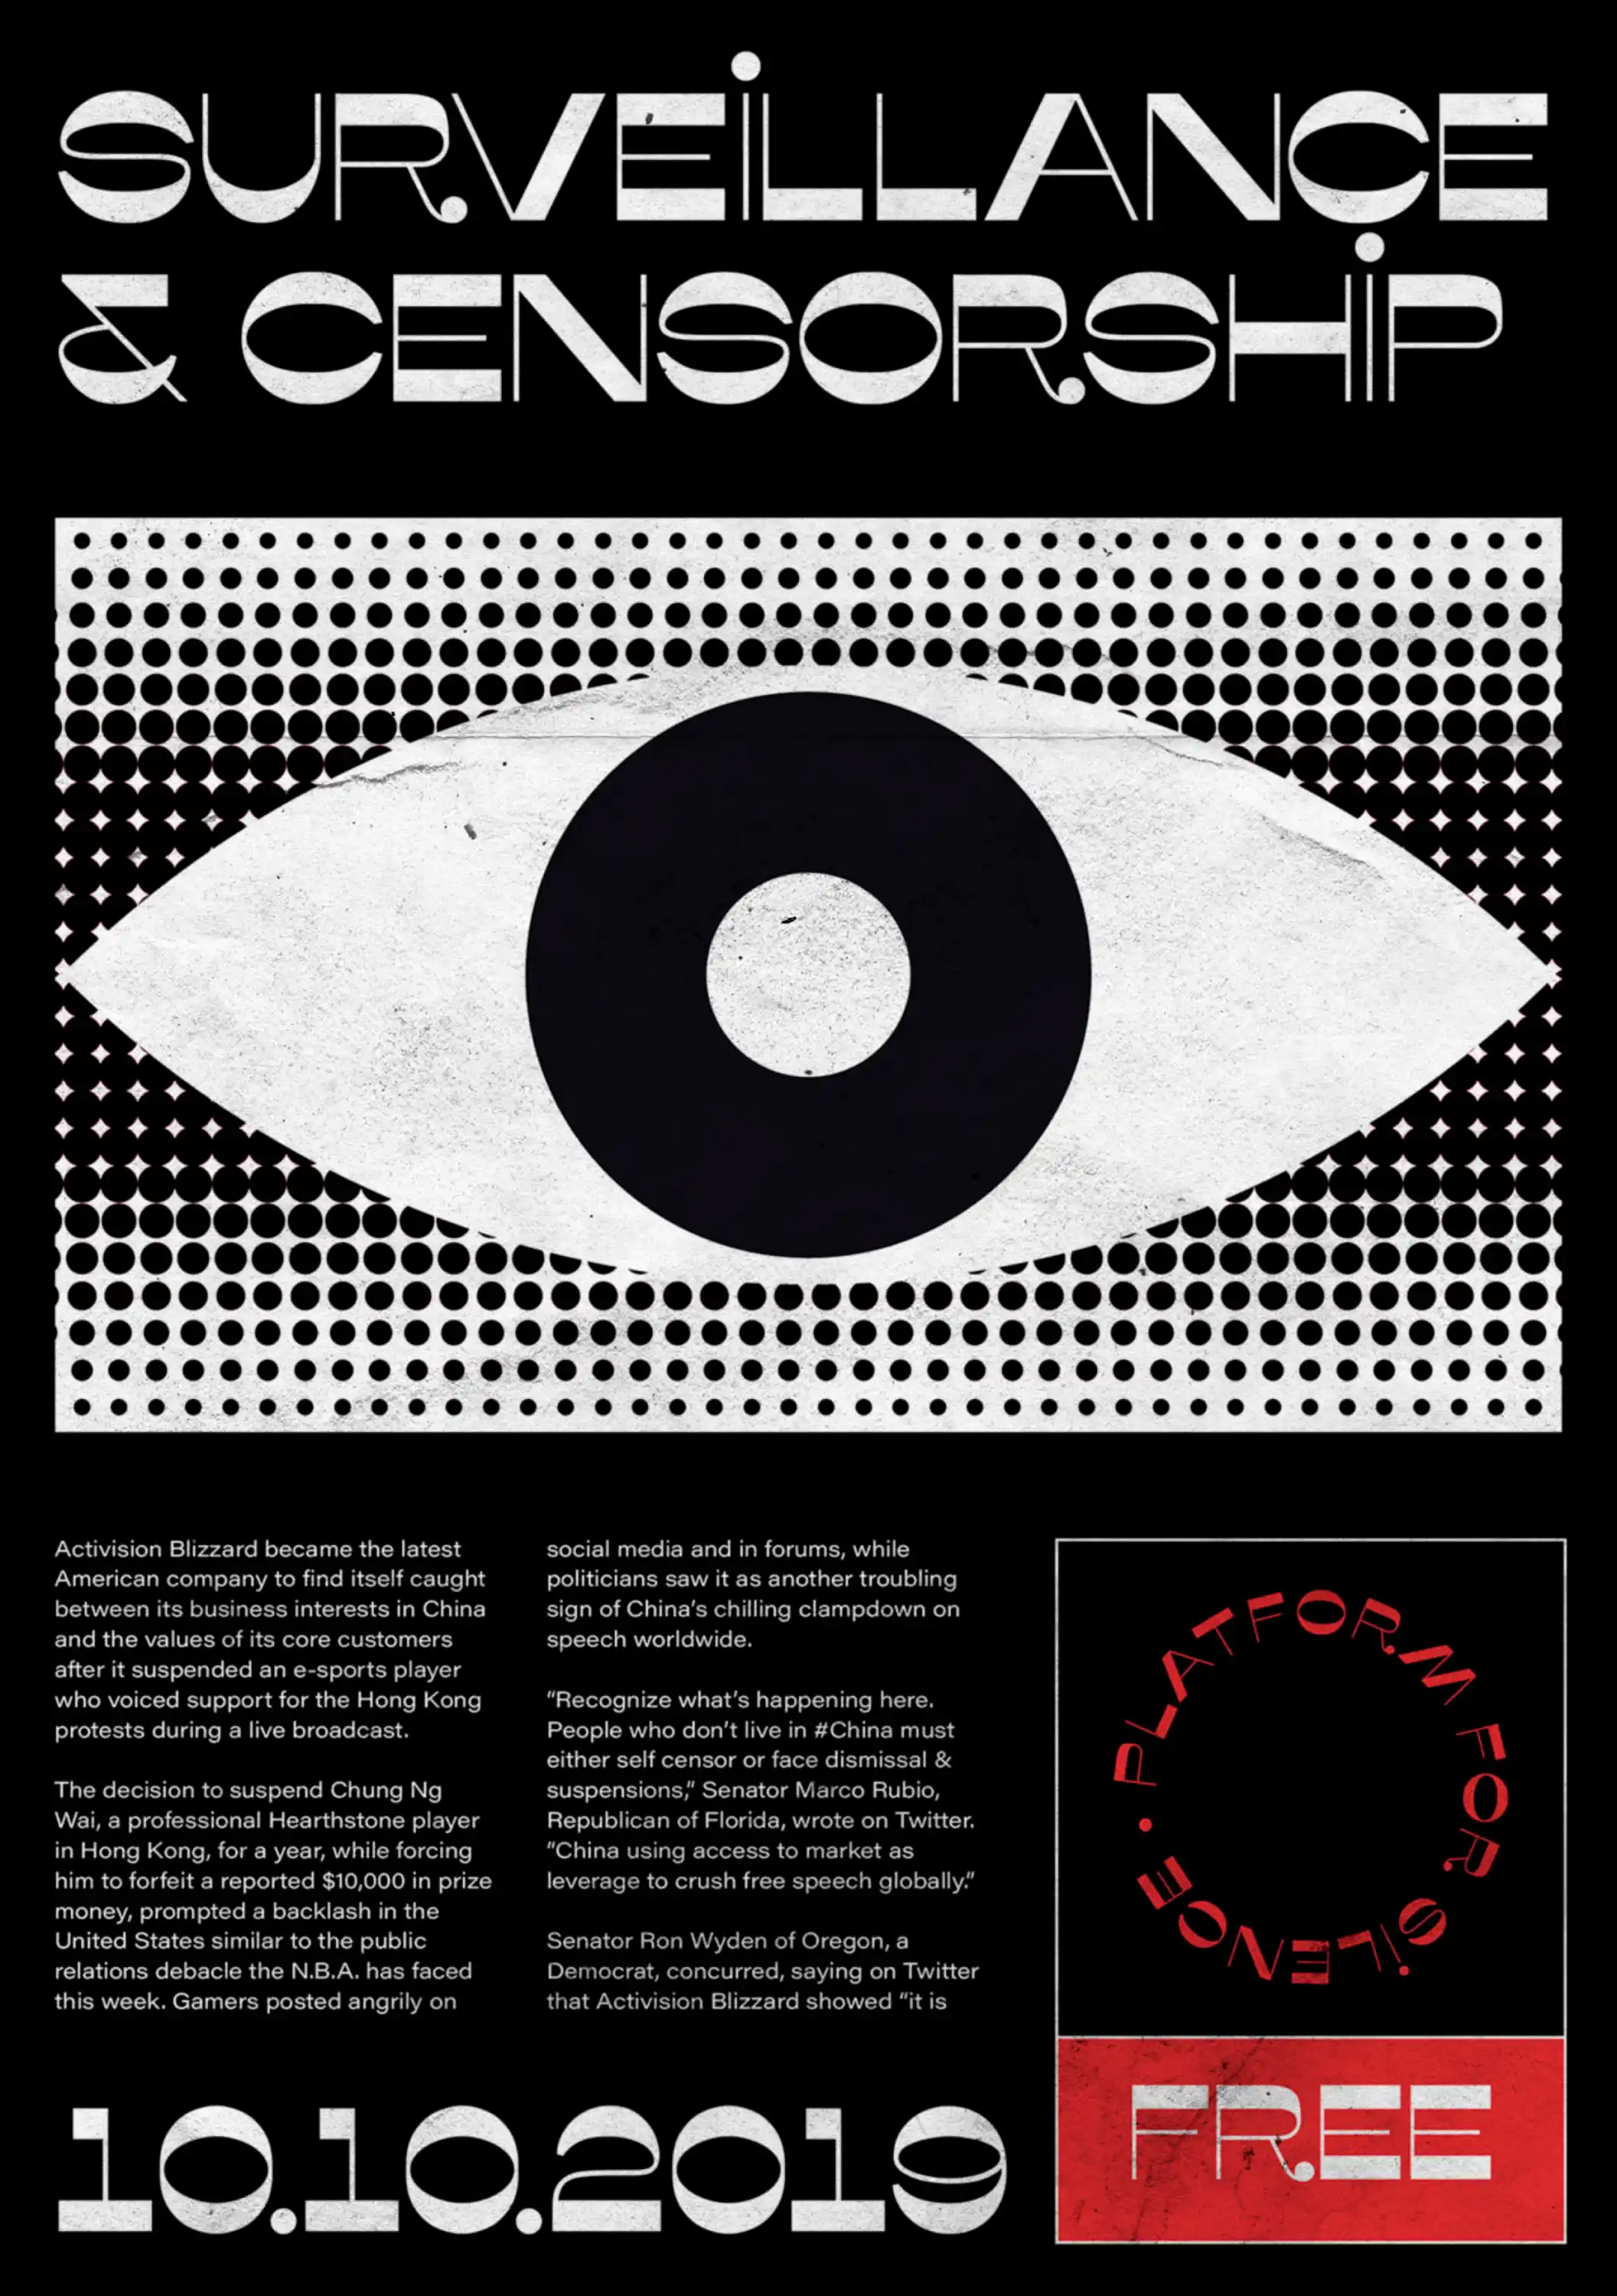 SURVEiLLANCE
& CENSORSHiP
Activision Blizzard became the latest
American company to find itself caught
between its business interests in China
and the values of its core customers
after it suspended an e-sports player
who voiced support for the Hong Kong
protests during a live broadcast.
The decision to suspend Chung Ng
Wai, a professional Hearthstone player
in Hong Kong, for a year, while forcing
him to forfeit a reported $10,000 in prize
money, prompted a backlash in the
United States similar to the public
relations debacle the N.B.A. has faced
this week. Gamers posted angrily on
social media and in forums, while
politicians saw it as another troubling
sign of China’s chilling clampdown on
speech worldwide.
“Recognize what’s happening here.
People who don’t live in #China must
either self censor or face dismissal &
suspensions,” Senator Marco Rubio,
Republican of Florida, wrote on Twitter.
“China using access to market as
leverage to crush free speech globally.”
Senator Ron Wyden of Oregon, a
Democrat, concurred, saying on Twitter
that Activision Blizzard showed “it is
PLATFORM FOR SiLENCE •
FREE
10.10.2019